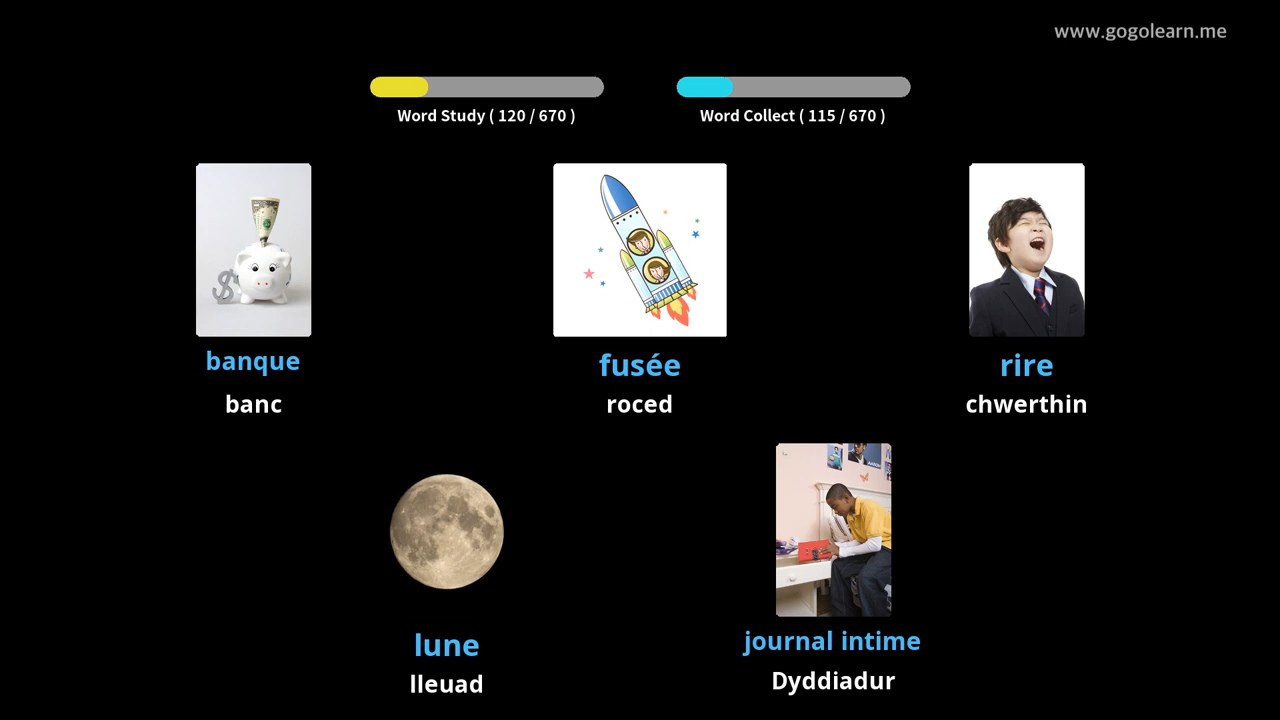 www.gogolearn.me
Word Study ( 120 / 670 )
Word Collect ( 115 / 670 )
banque
banc
fusée
roced
rire
chwerthin
lune
lleuad
journal intime
Dyddiadur